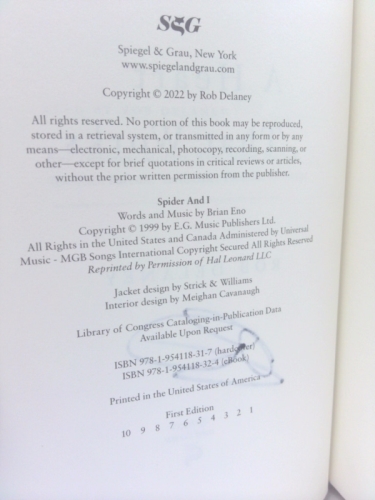 S&G
Spiegel & Grau, New York
www.spiegelandgrau.com
Copyright © 2022 by Rob Delaney
All rights reserved. No portion of this book may be reproduced,
stored in a retrieval system, or transmitted in any form or by any
means—electronic, mechanical, photocopy, recording, scanning, or
other—except for brief quotations in critical reviews or articles,
without the prior written permission from the publisher.
Spider And I
Words and Music by Brian Eno
Copyright © 1999 by E.G. Music Publishers Ltd.
All Rights in the United States and Canada Administered by Universal
Music - MGB Songs International Copyright Secured All Rights Reserved
Reprinted by Permission of Hal Leonard LLC
Jacket design by Strick & Williams
Interior design by Meighan Cavanaugh
Library of Congress Cataloging-in-Publication Data
Available Upon Request
ISBN 978-1-954118-31-7 (hardcover)
ISBN 978-1-954118-32-4 (eBook)
Printed in the United States of America
First Edition
10 9 8 7 6 5 4 3 2 1